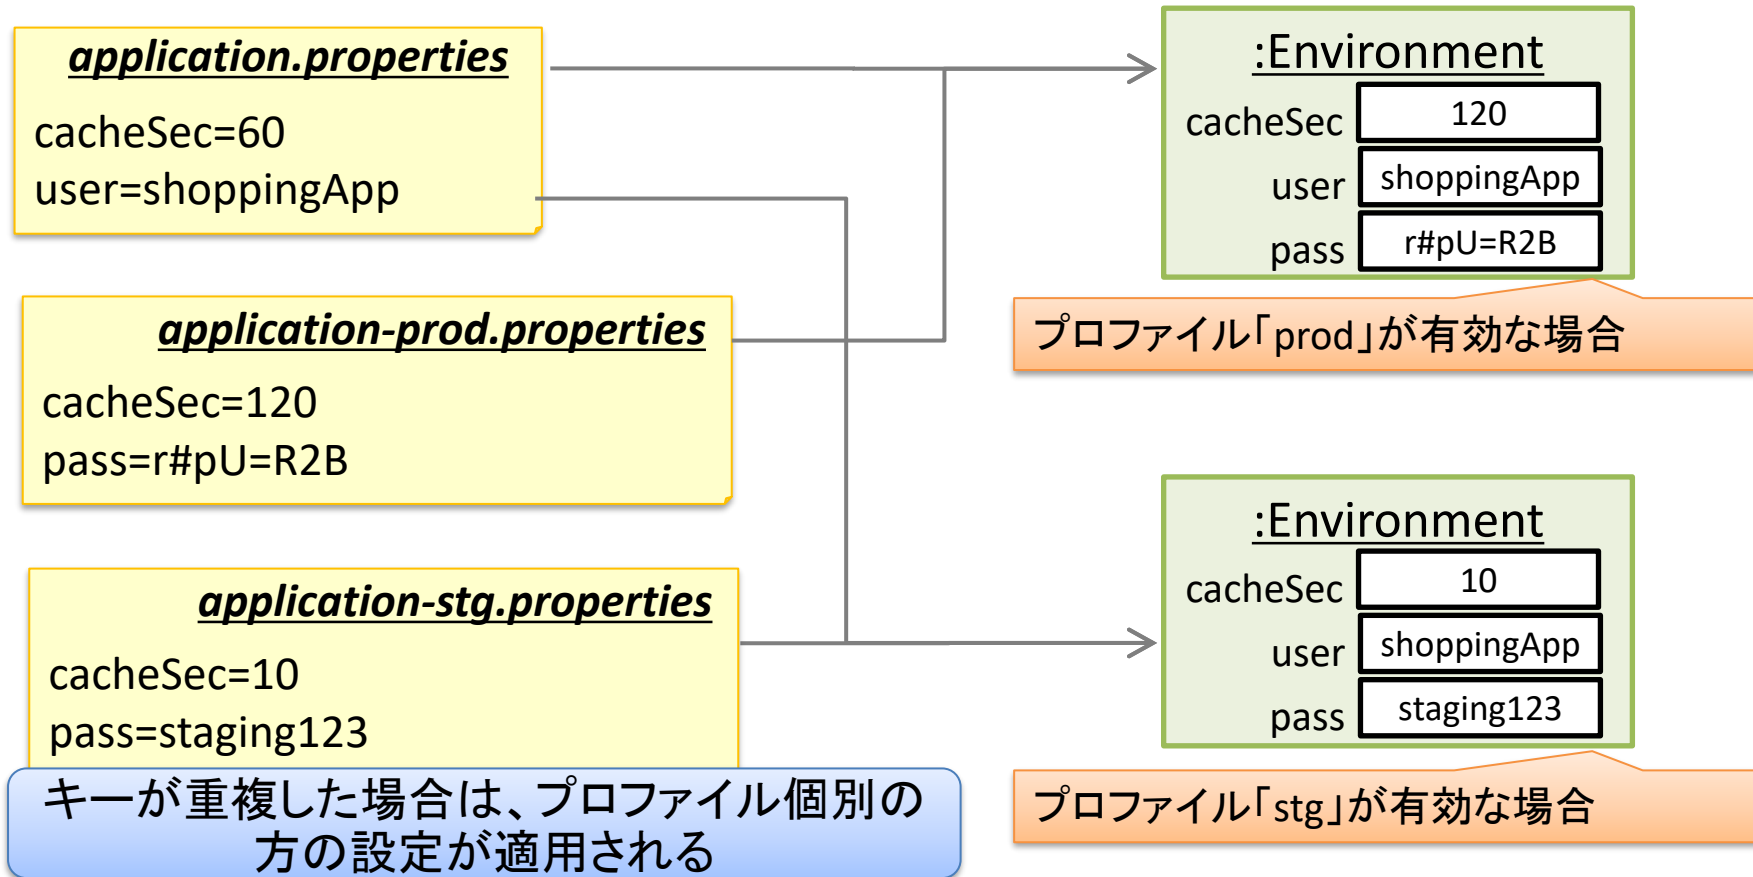 application.properties
cacheSec=60
user=shoppingApp
application-prod.properties
cacheSec=120
pass=r#pU=R2B
application-stg.properties
cacheSec=10
pass=staging123
キーが重複した場合は、プロファイル個別の
方の設定が適用される
:Environment
cacheSec 120
user shoppingApp
pass r#pU=R2B
プロファイル「prod」が有効な場合
:Environment
cacheSec 10
user shoppingApp
pass staging123
プロファイル「stg」が有効な場合